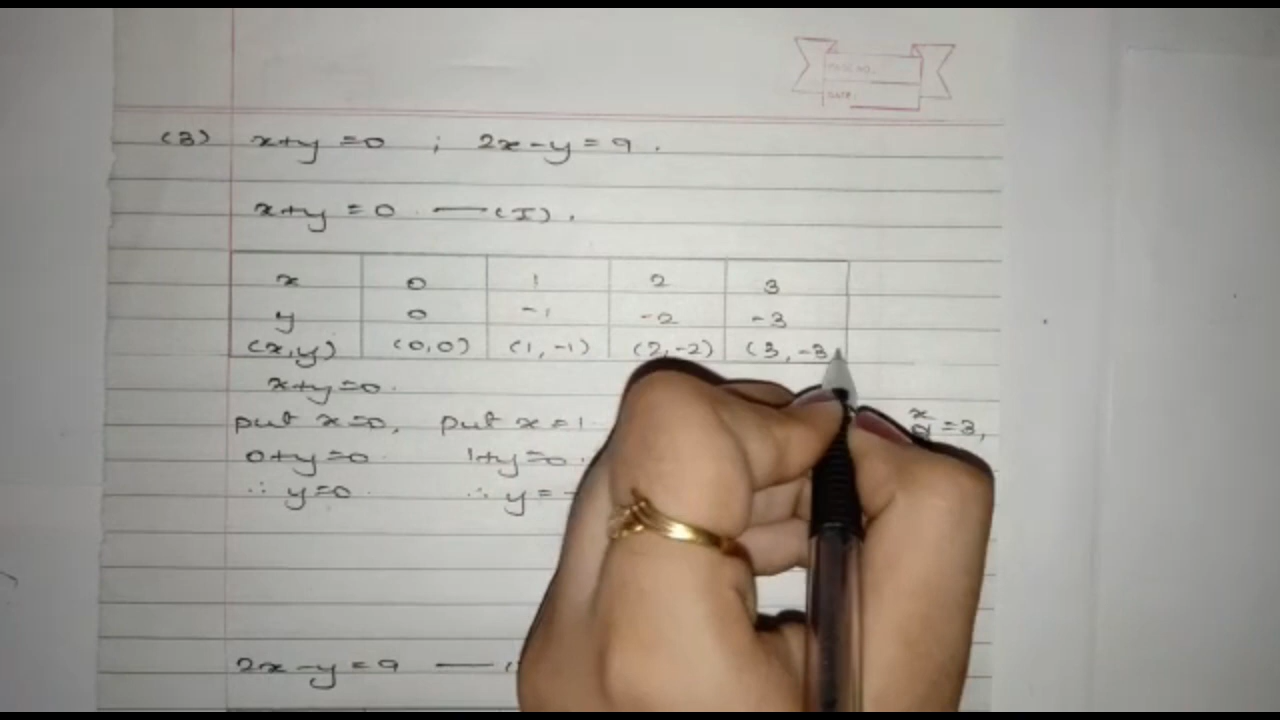 (3) x+y=0 ; 2x-y=9.
x+y=0 — (I).
x 0 1 2 3
y 0 -1 -2 -3
(x,y) (0,0) (1,-1) (2,-2) (3,-3
x+y=0.
put x=0, put x=1 x =3,
0+y=0. 1+y=0.
∴ y=0. ∴ y=-
2x-y=9 —